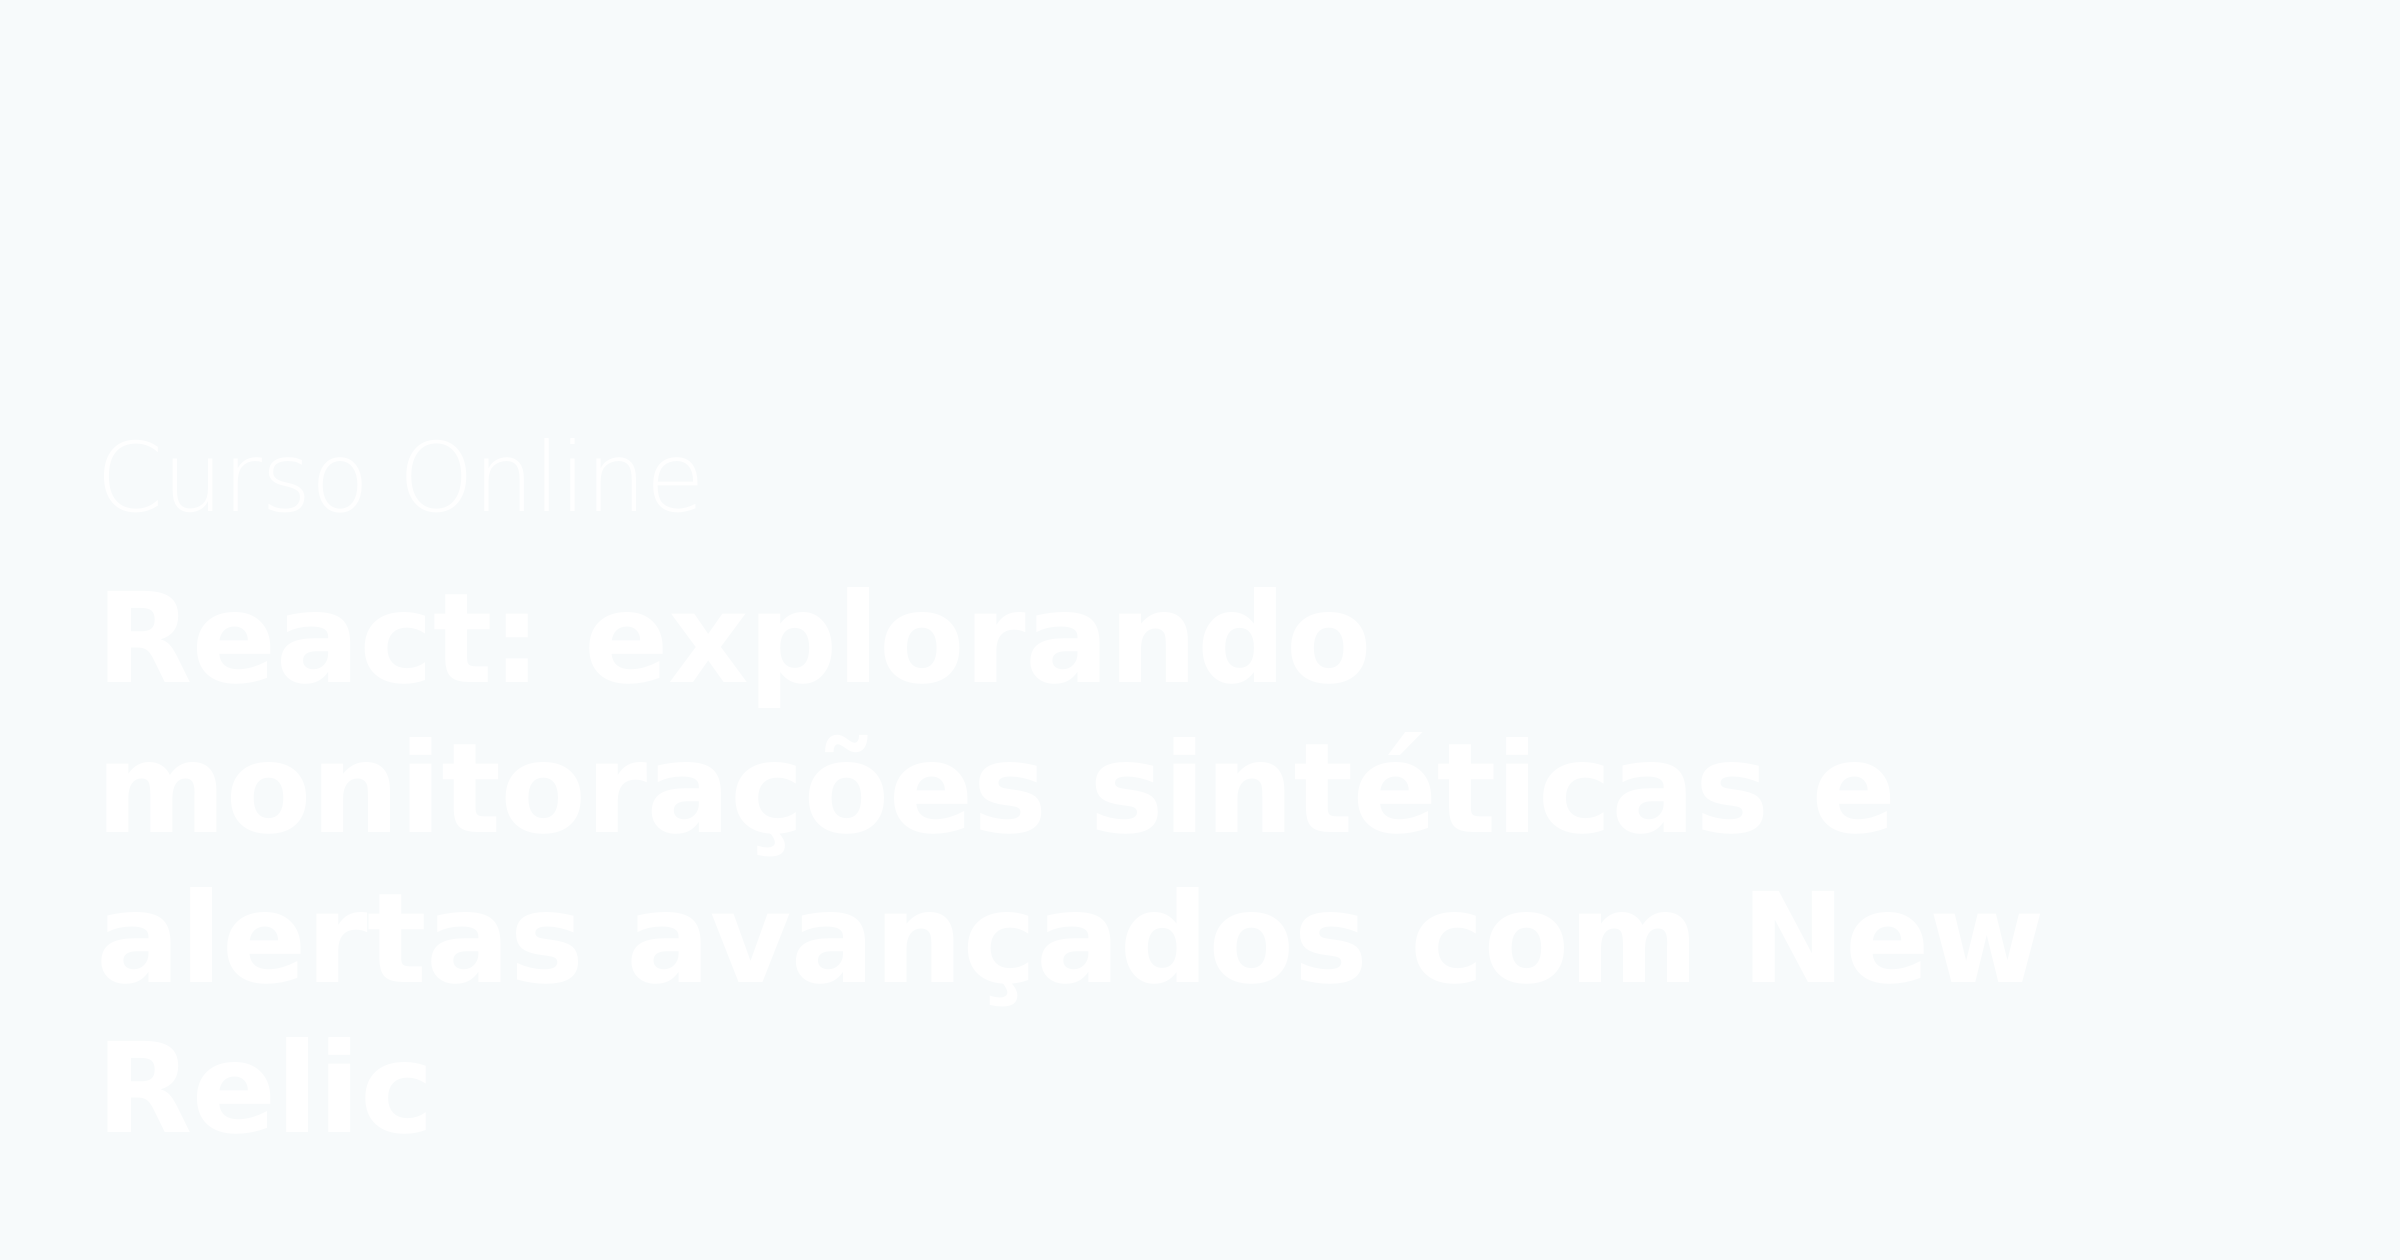 Curso Online
React: explorando
monitorações sintéticas e
alertas avançados com New
Relic